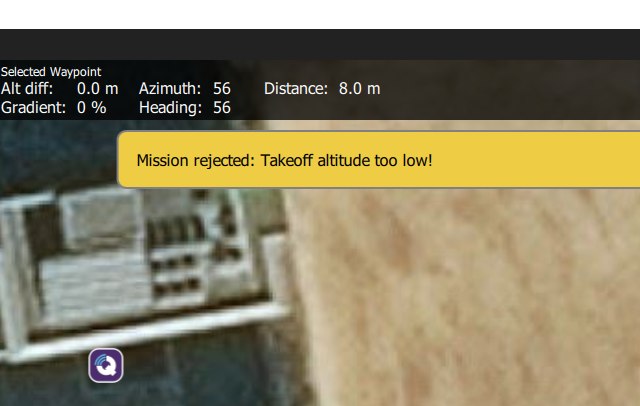 Selected Waypoint
Alt diff: 0.0 m Azimuth: 56 Distance: 8.0 m
Gradient: 0 % Heading: 56
Mission rejected: Takeoff altitude too low!